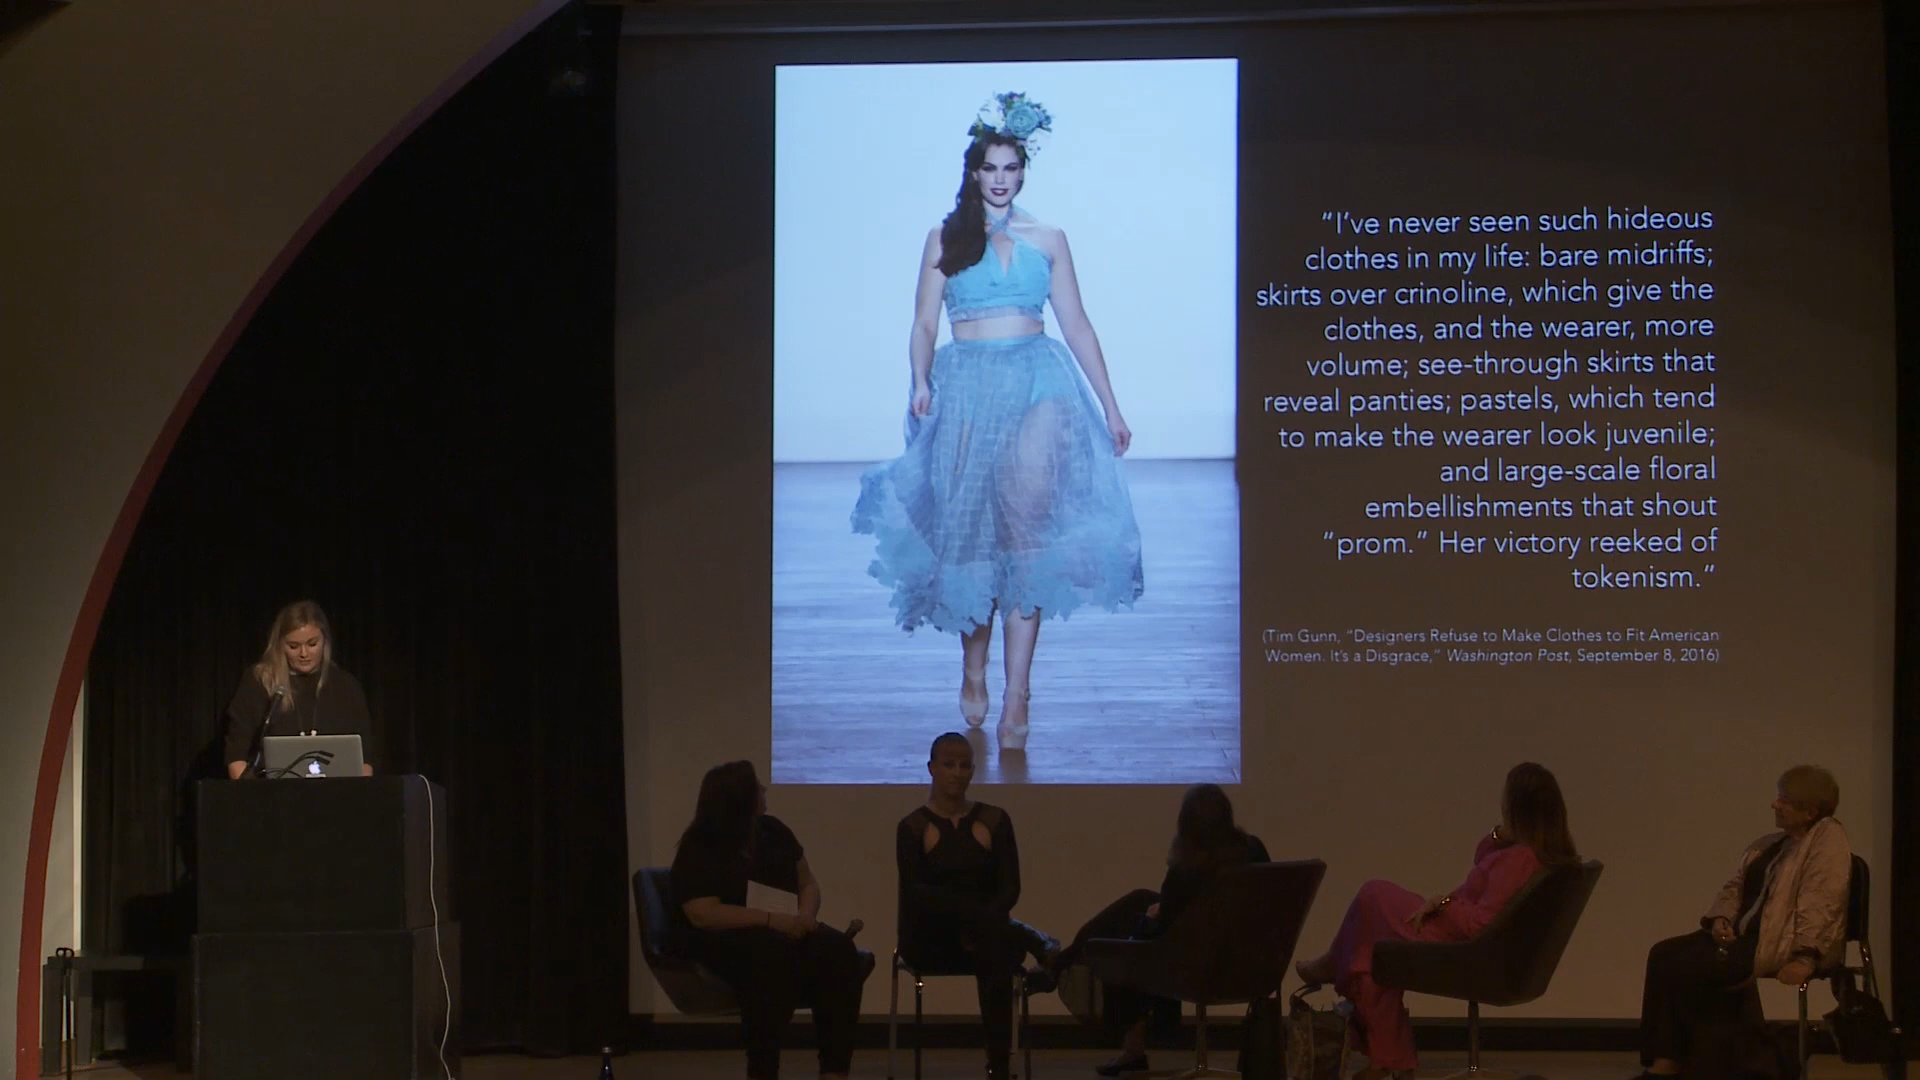 “I’ve never seen such hideous
clothes in my life: bare midriffs;
skirts over crinoline, which give the
clothes, and the wearer, more
volume; see-through skirts that
reveal panties; pastels, which tend
to make the wearer look juvenile;
and large-scale floral
embellishments that shout
“prom.” Her victory reeked of
tokenism.”
(Tim Gunn, “Designers Refuse to Make Clothes to Fit American
Women. It’s a Disgrace,” Washington Post, September 8, 2016)